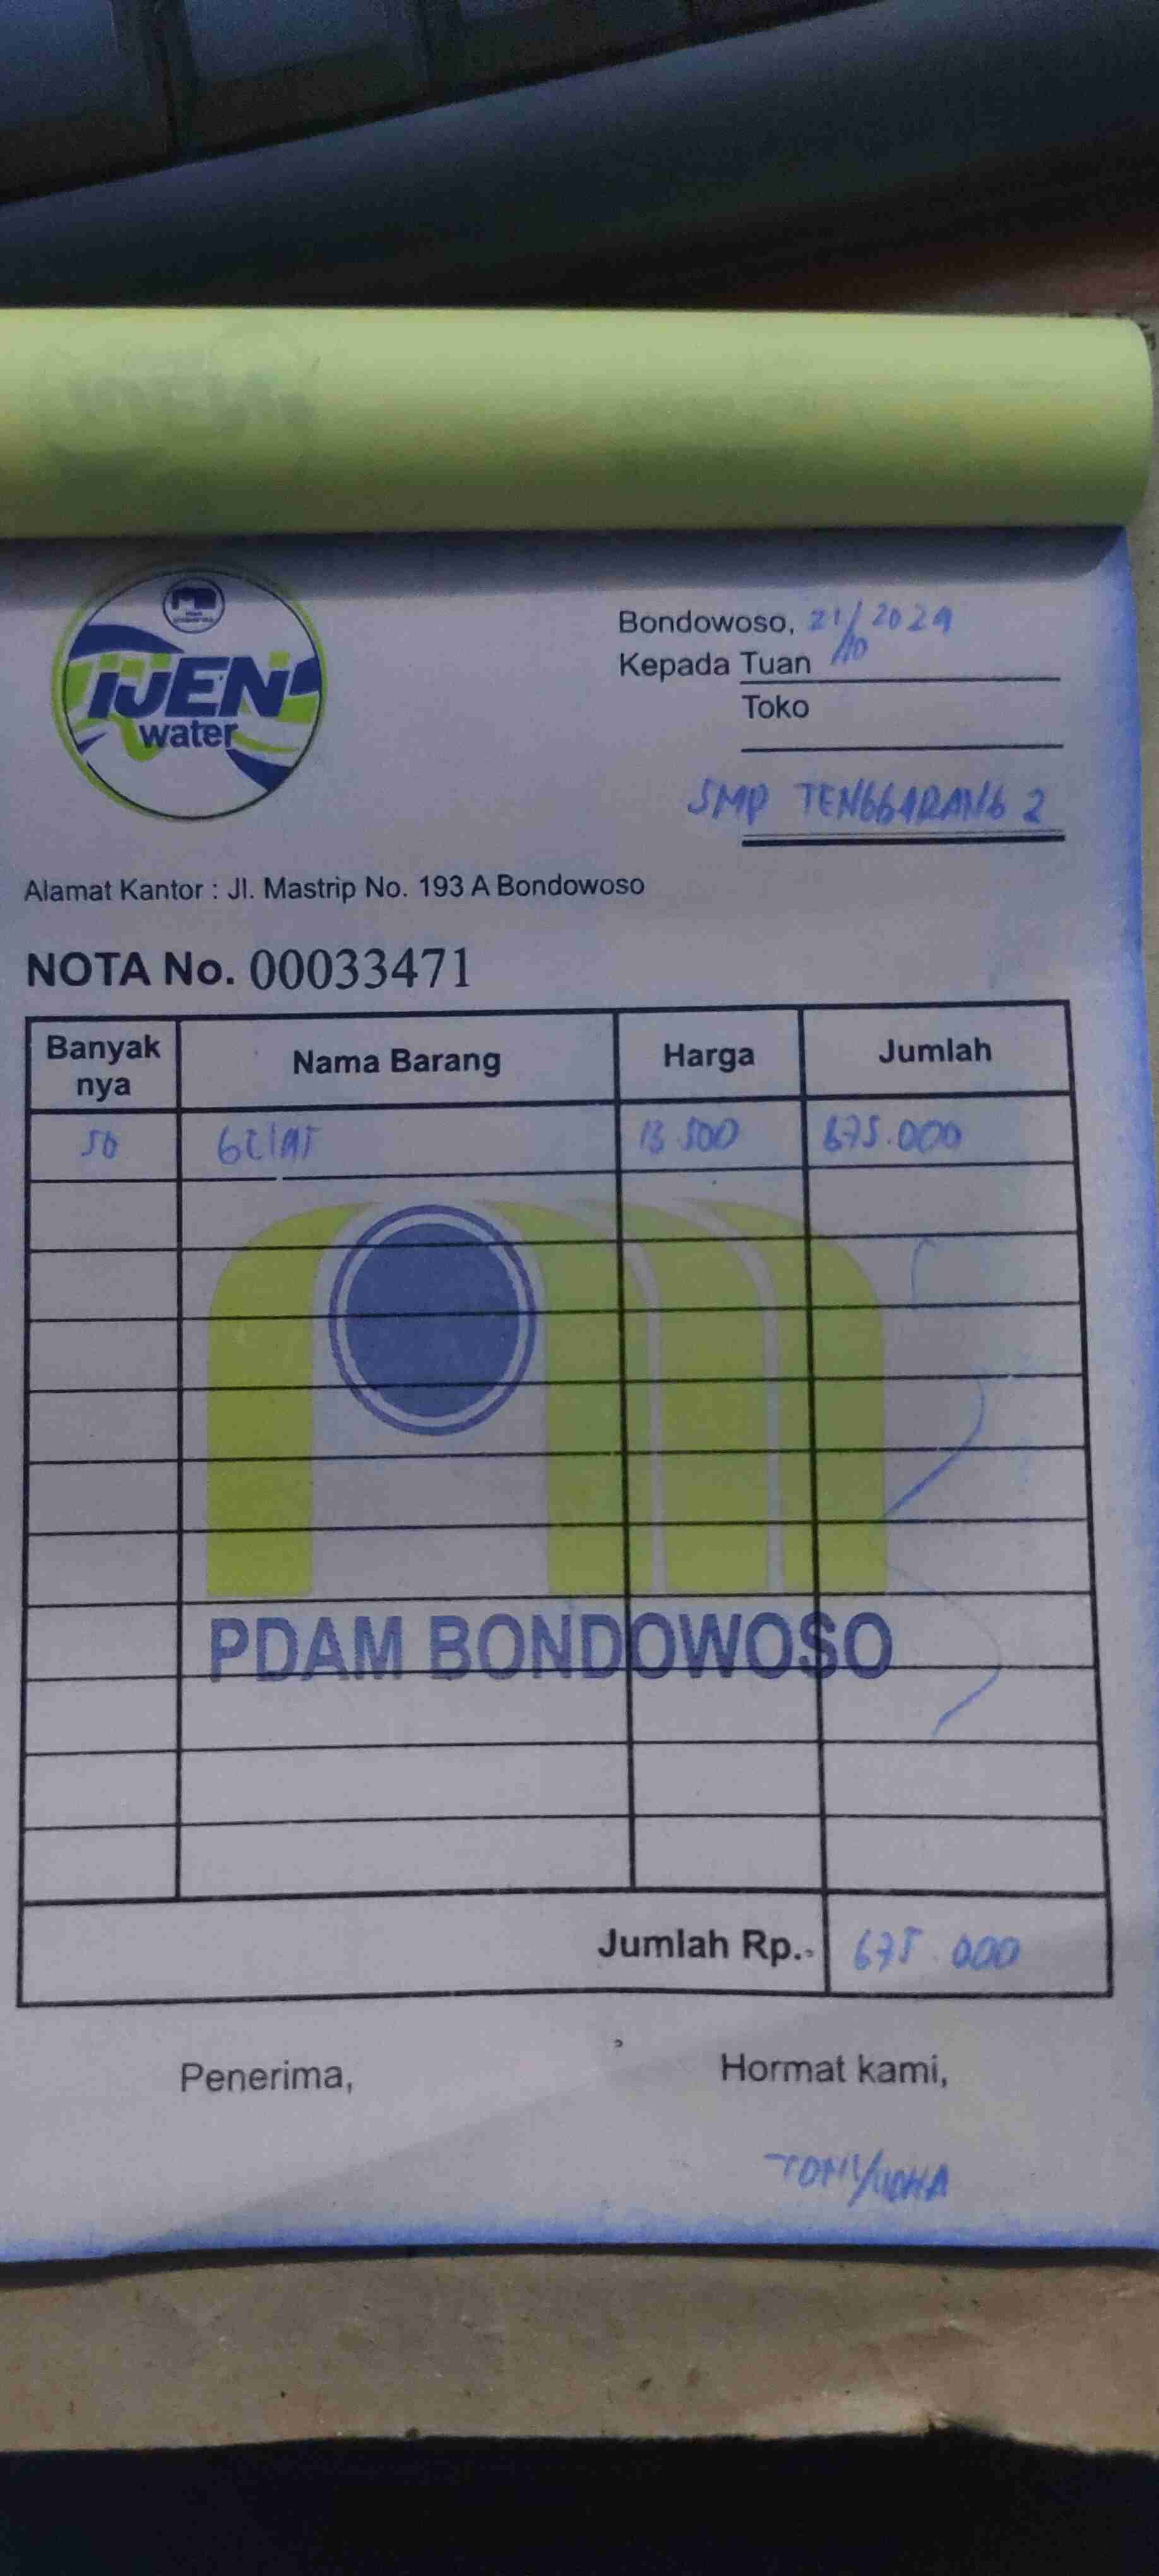 IJEN
water
Bondowoso, 21/10 2024
Kepada Tuan
Toko
SMP TENGGARANG 2
Alamat Kantor : Jl. Mastrip No. 193 A Bondowoso
NOTA No. 00033471
Banyak nya Nama Barang Harga Jumlah
50 GELAS 13 500 675.000
PDAM BONDOWOSO
Jumlah Rp. 675.000
Penerima, Hormat kami,
TONY/UDHA